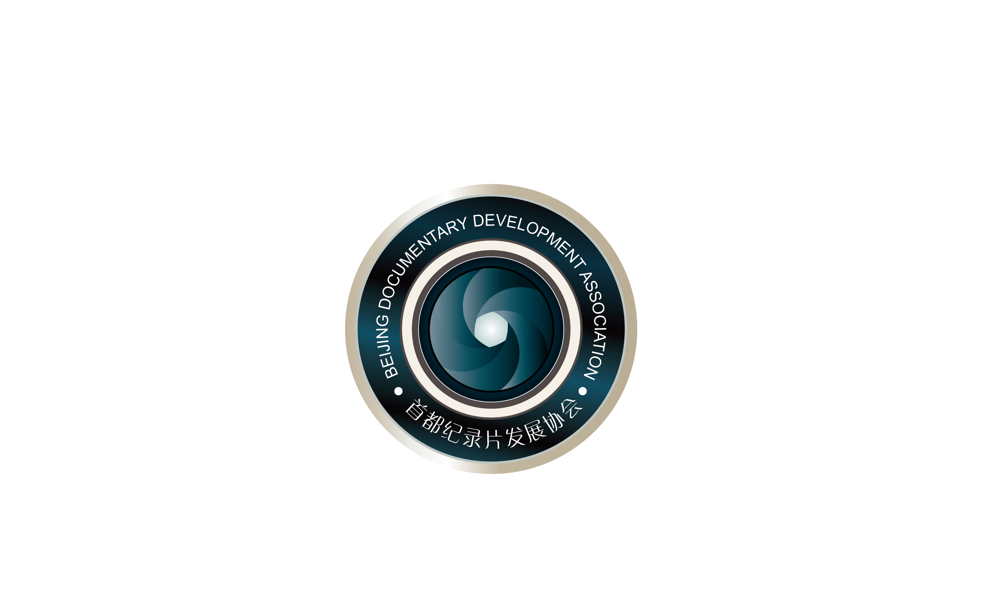 BEIJING DOCUMENTARY DEVELOPMENT ASSOCIATION
首都纪录片发展协会